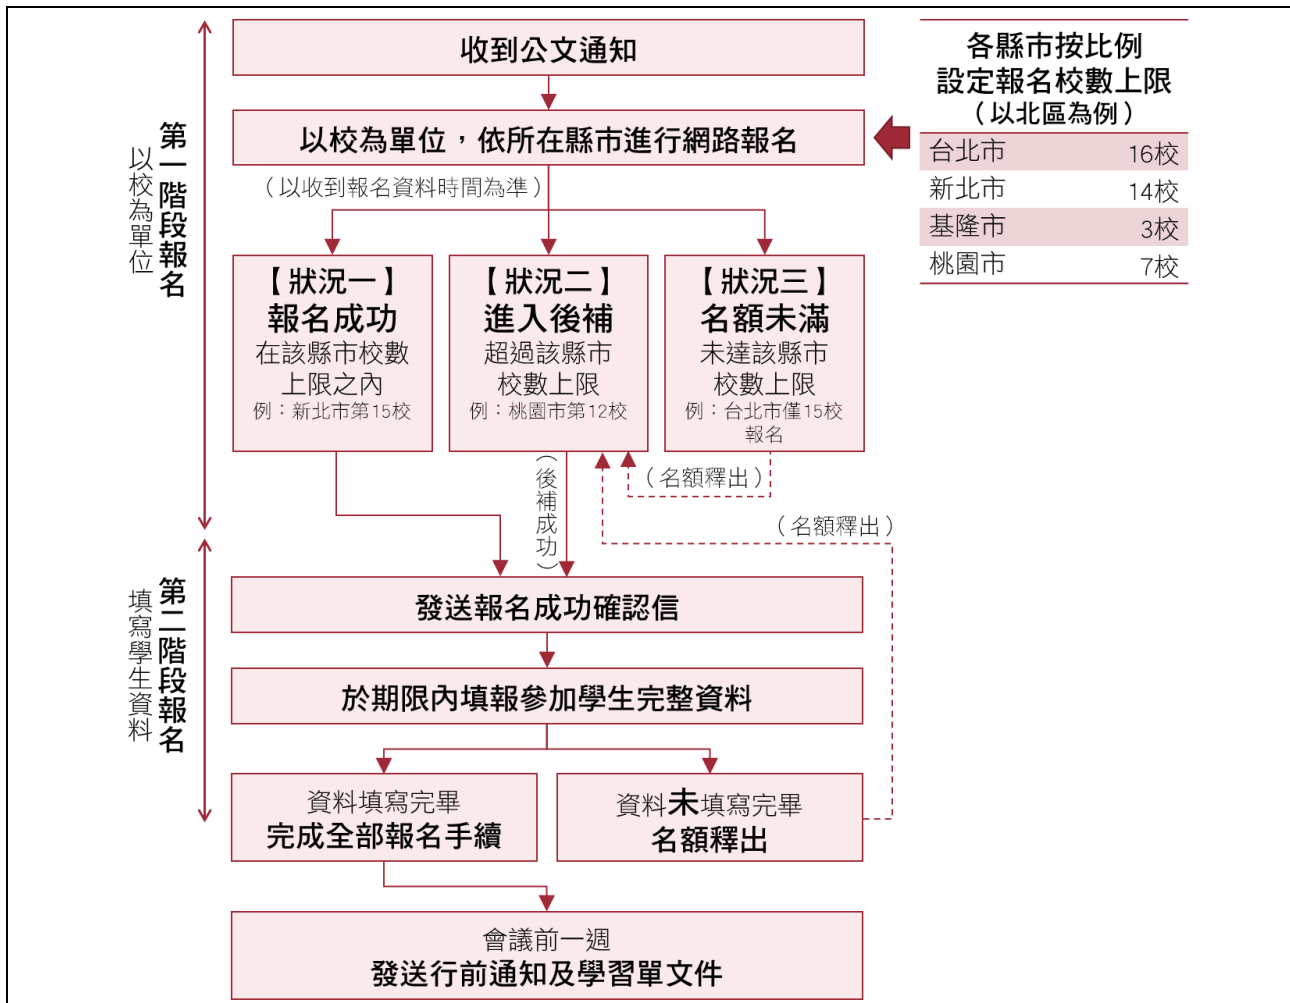 收到公文通知
各縣市按比例
設定報名校數上限
（以北區為例）
台北市 16校
新北市 14校
基隆市 3校
桃園市 7校
第一階段報名
以校為單位
以校為單位，依所在縣市進行網路報名
（以收到報名資料時間為準）
【狀況一】
報名成功
在該縣市校數
上限之內
例：新北市第15校
【狀況二】
進入後補
超過該縣市
校數上限
例：桃園市第12校
【狀況三】
名額未滿
未達該縣市
校數上限
例：台北市僅15校
報名
（後補成功）
（名額釋出）
（名額釋出）
第二階段報名
填寫學生資料
發送報名成功確認信
於期限內填報參加學生完整資料
資料填寫完畢
完成全部報名手續
資料未填寫完畢
名額釋出
會議前一週
發送行前通知及學習單文件